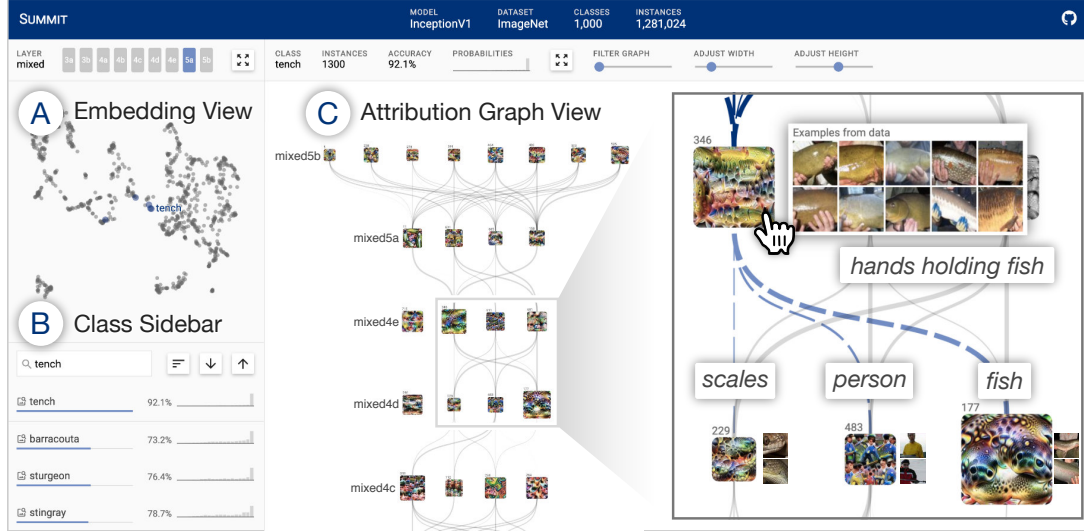 SUMMIT
MODEL
InceptionV1
DATASET
ImageNet
CLASSES
1,000
INSTANCES
1,281,024
LAYER
mixed
3a 3b 4a 4b 4c 4d 4e 5a 5b
CLASS
tench
INSTANCES
1300
ACCURACY
92.1%
PROBABILITIES
FILTER GRAPH
ADJUST WIDTH
ADJUST HEIGHT
A Embedding View
tench
B Class Sidebar
tench
tench 92.1%
barracouta 73.2%
sturgeon 76.4%
stingray 78.7%
C Attribution Graph View
mixed5b
mixed5a
mixed4e
mixed4d
mixed4c
346
Examples from data
hands holding fish
scales
person
fish
229
483
177